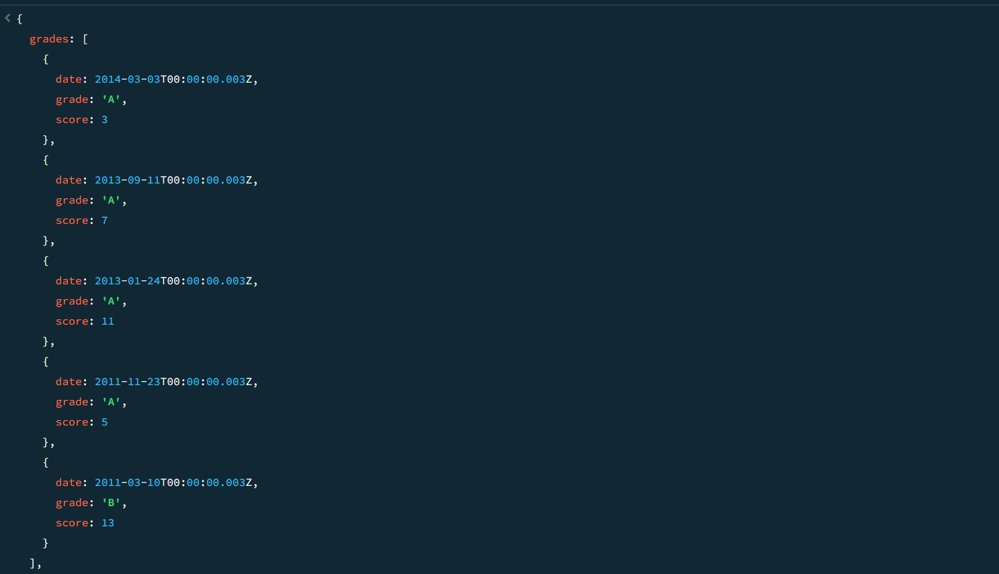 {
grades: [
{
date: 2014-03-03T00:00:00.003Z,
grade: 'A',
score: 3
},
{
date: 2013-09-11T00:00:00.003Z,
grade: 'A',
score: 7
},
{
date: 2013-01-24T00:00:00.003Z,
grade: 'A',
score: 11
},
{
date: 2011-11-23T00:00:00.003Z,
grade: 'A',
score: 5
},
{
date: 2011-03-10T00:00:00.003Z,
grade: 'B',
score: 13
}
],